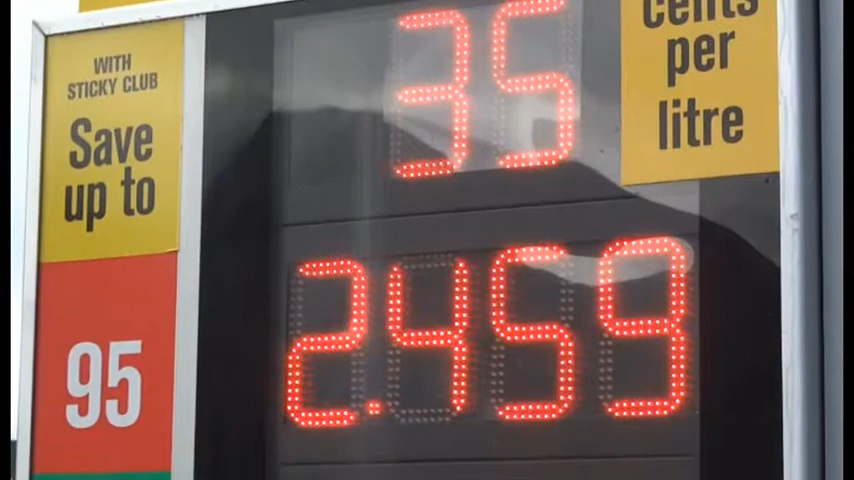 WITH
STICKY CLUB
Save
up to
35
cents
per
litre
95
2.459